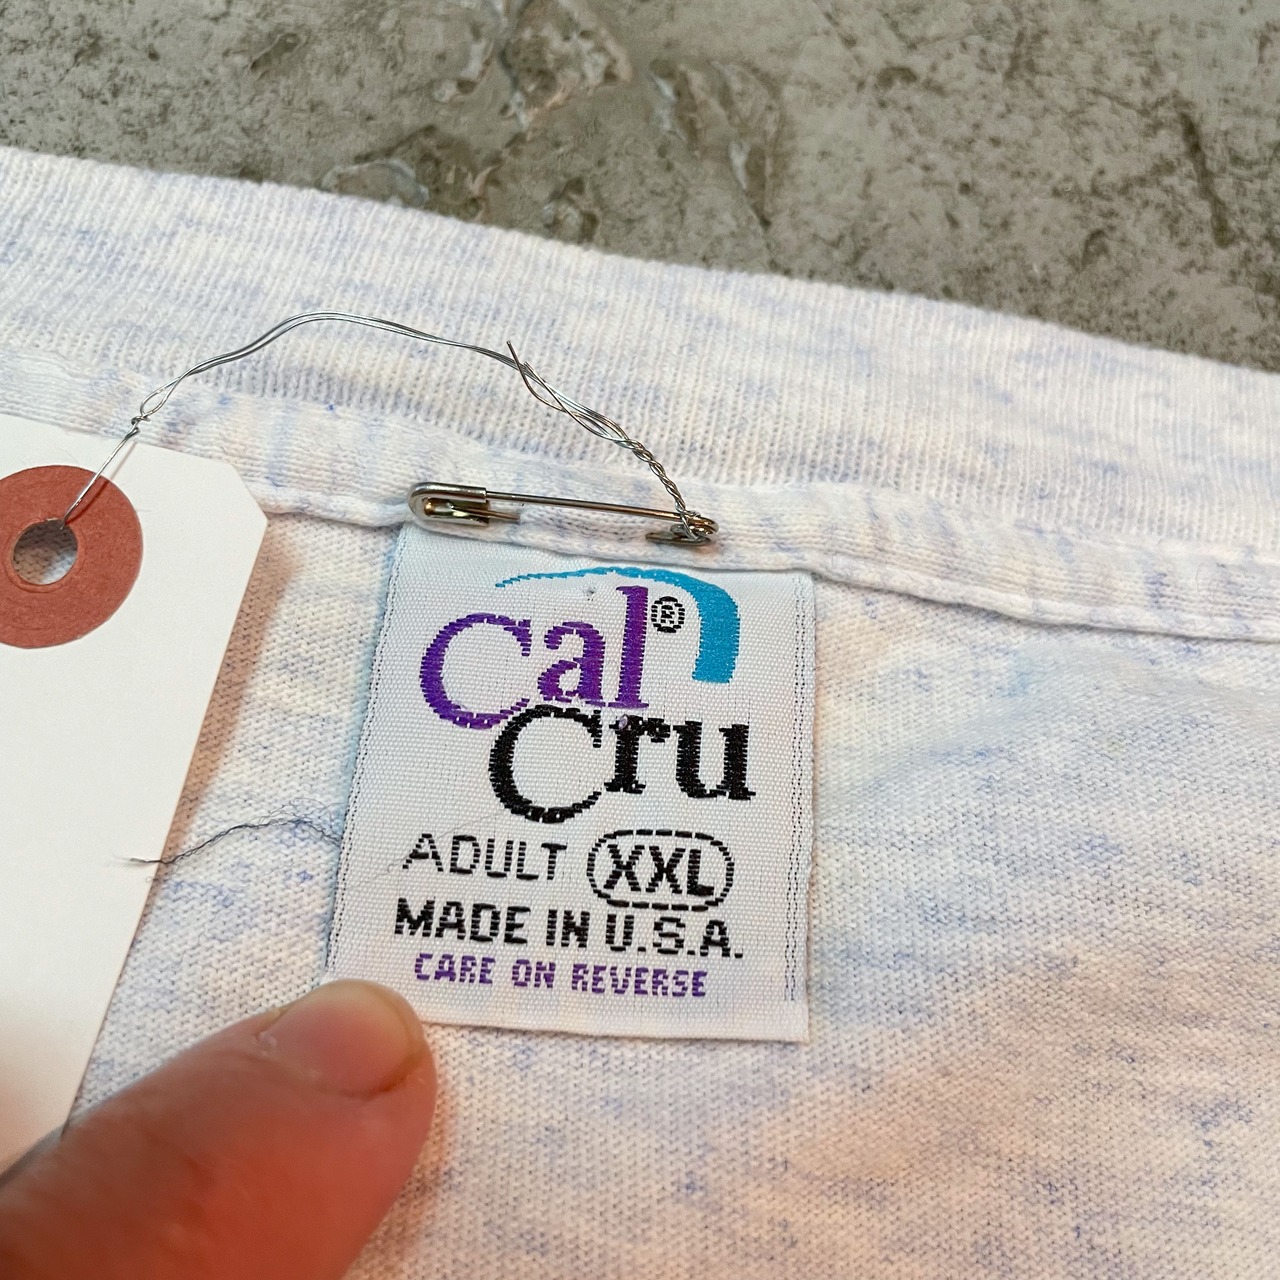 Cal®
Cru
ADULT XXL
MADE IN U.S.A.
CARE ON REVERSE